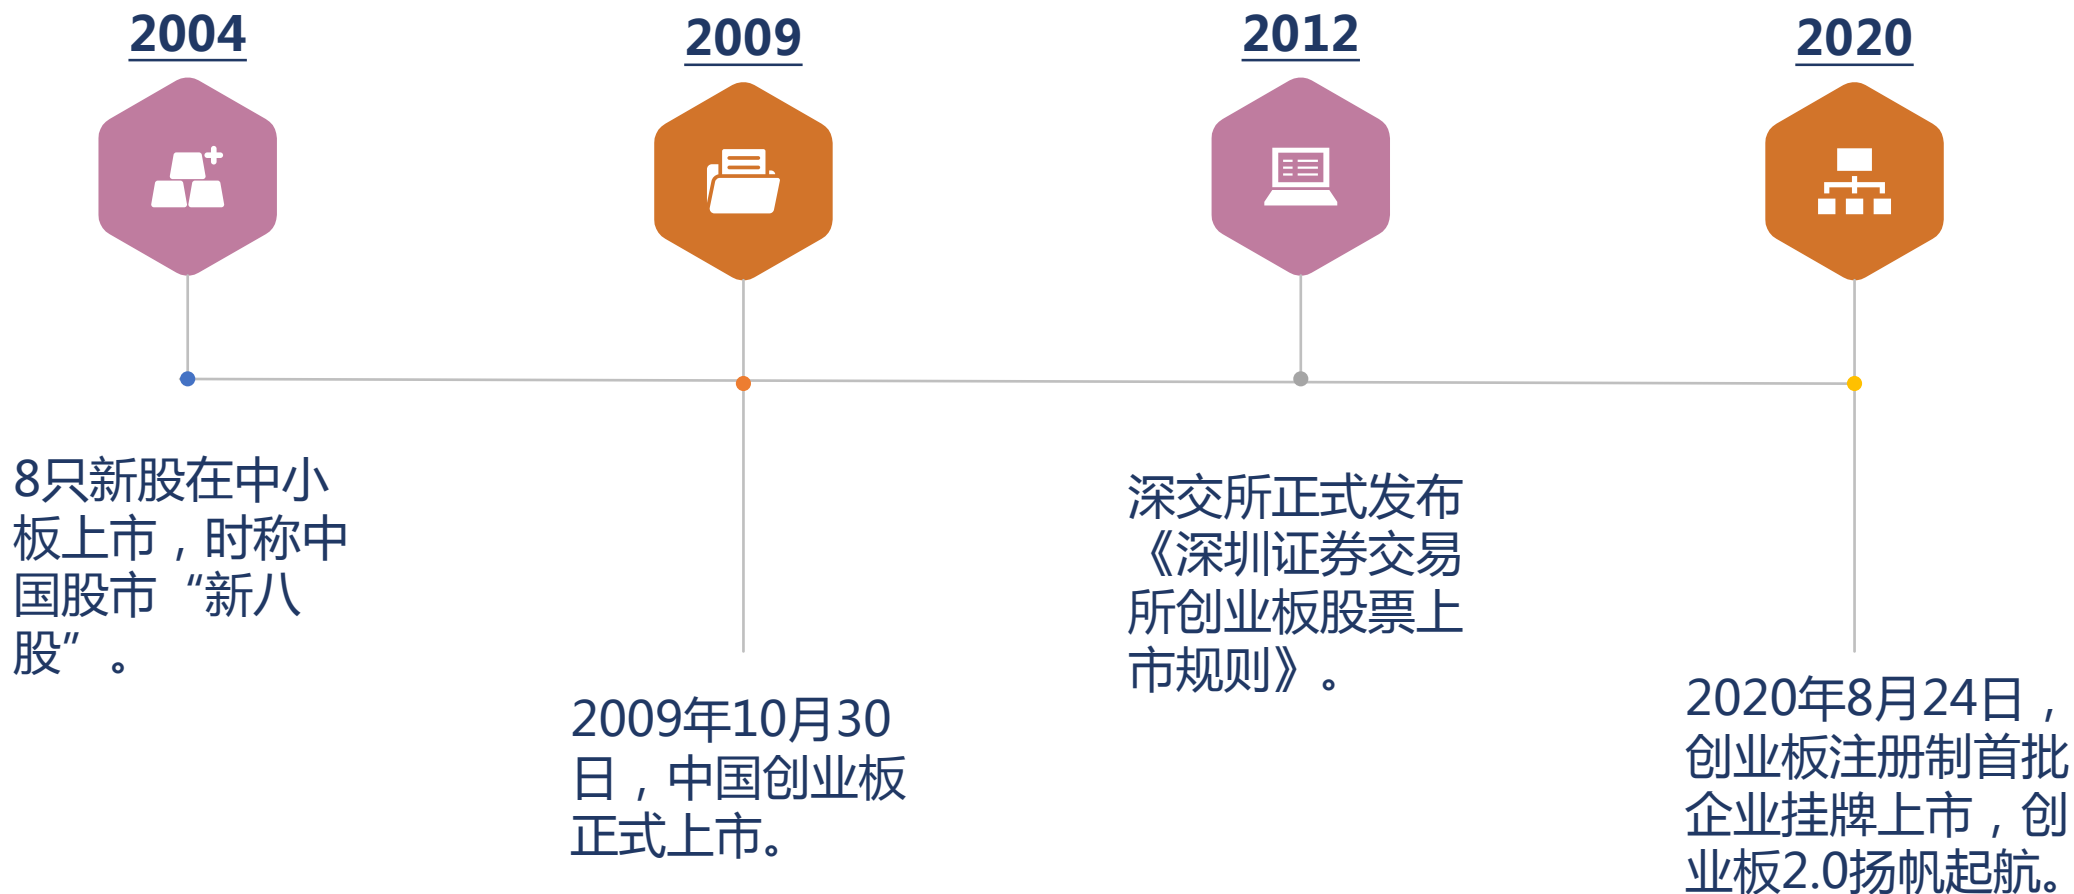 2004
8只新股在中小
板上市，时称中
国股市“新八
股”。
2009
2009年10月30
日，中国创业板
正式上市。
2012
深交所正式发布
《深圳证券交易
所创业板股票上
市规则》。
2020
2020年8月24日，
创业板注册制首批
企业挂牌上市，创
业板2.0扬帆起航。